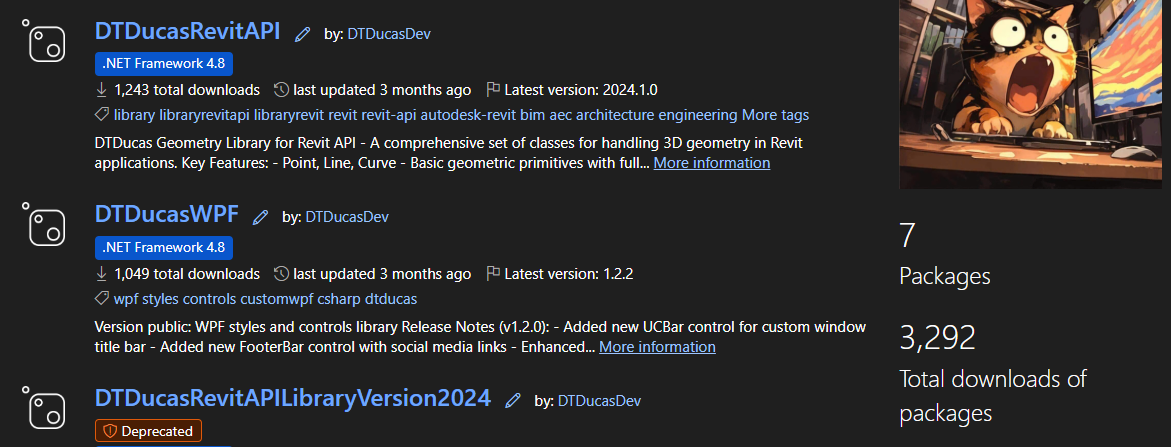 DTDucasRevitAPI by: DTDucasDev
.NET Framework 4.8
1,243 total downloads last updated 3 months ago Latest version: 2024.1.0
library libraryrevitapi libraryrevit revit revit-api autodesk-revit bim aec architecture engineering More tags
DTDucas Geometry Library for Revit API - A comprehensive set of classes for handling 3D geometry in Revit
applications. Key Features: - Point, Line, Curve - Basic geometric primitives with full... More information
DTDucasWPF by: DTDucasDev
.NET Framework 4.8
1,049 total downloads last updated 3 months ago Latest version: 1.2.2
wpf styles controls customwpf csharp dtducas
Version public: WPF styles and controls library Release Notes (v1.2.0): - Added new UCBar control for custom window
title bar - Added new FooterBar control with social media links - Enhanced... More information
DTDucasRevitAPILibraryVersion2024 by: DTDucasDev
Deprecated
7
Packages
3,292
Total downloads of
packages